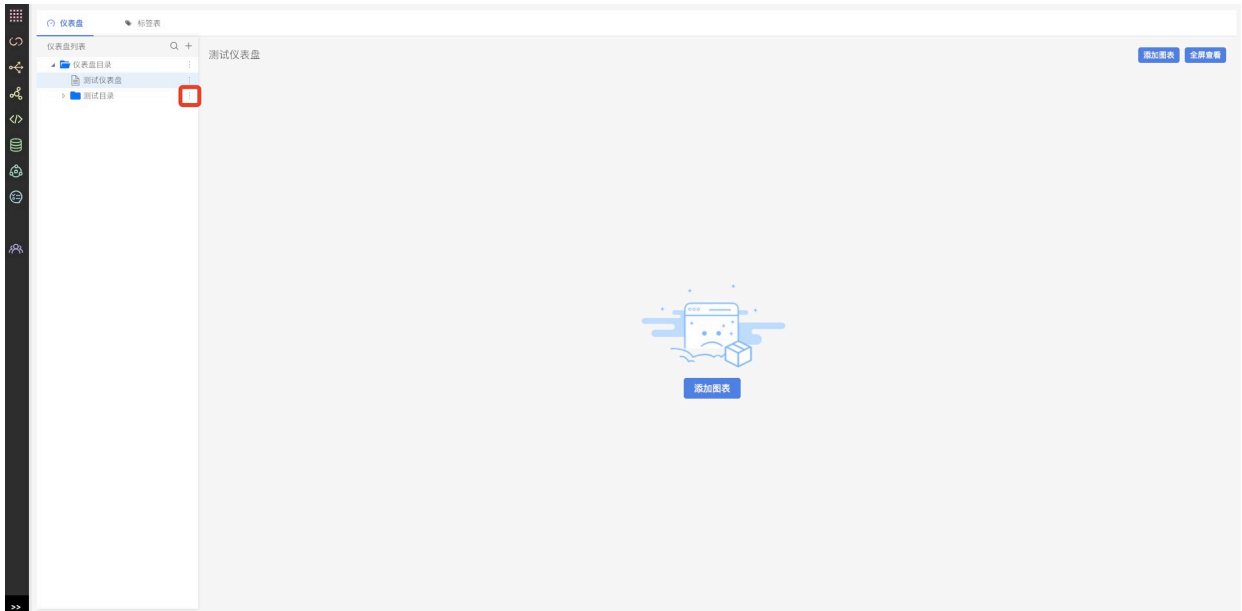 仪表盘 标签表
仪表盘列表
仪表盘目录
测试仪表盘
测试目录
测试仪表盘
添加图表 全屏查看
添加图表
>>